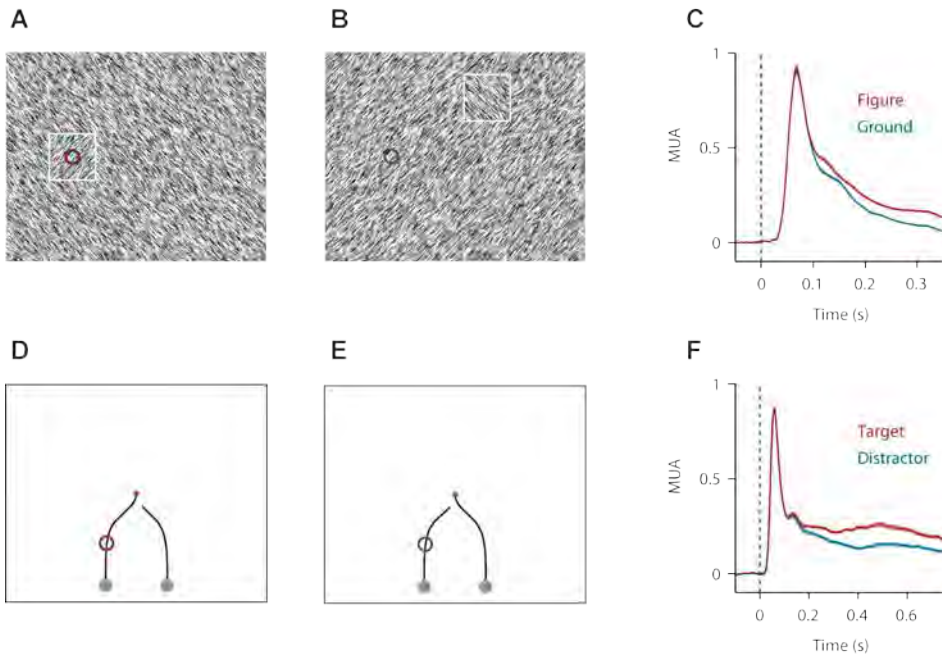 A
B
C
1
0.5
0
MUA
Figure
Ground
0
0.1
0.2
0.3
Time (s)
D
E
F
1
0.5
0
MUA
Target
Distractor
0
0.2
0.4
0.6
Time (s)